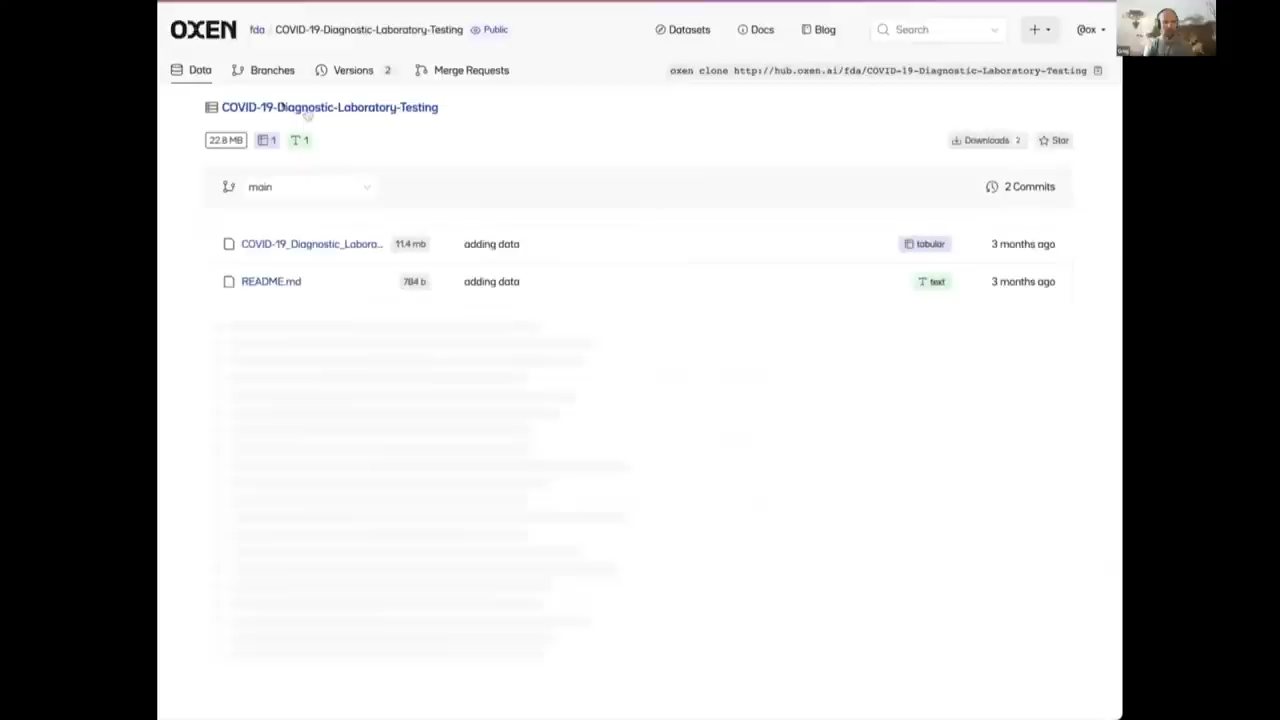 OXEN fda / COVID-19-Diagnostic-Laboratory-Testing Public Datasets Docs Blog Search + @ox
Data Branches Versions 2 Merge Requests oxen clone http://hub.oxen.ai/fda/COVID-19-Diagnostic-Laboratory-Testing
COVID-19-Diagnostic-Laboratory-Testing
22.8 MB 1 T 1 Downloads 2 Star
main 2 Commits
COVID-19_Diagnostic_Labora... 11.4 mb adding data tabular 3 months ago
README.md 784 b adding data T text 3 months ago